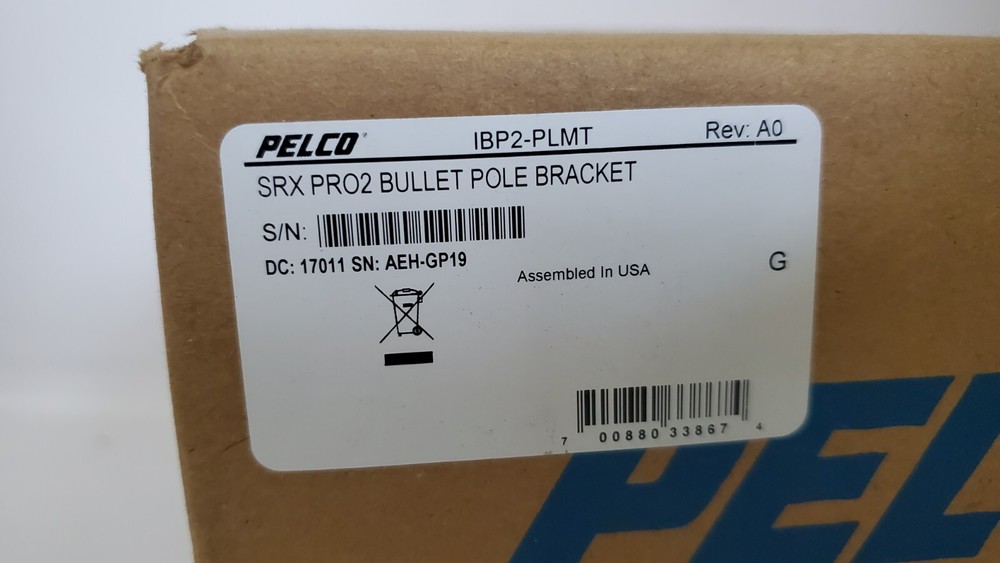 PELCO IBP2-PLMT Rev: A0
SRX PRO2 BULLET POLE BRACKET
S/N:
DC: 17011 SN: AEH-GP19
Assembled In USA
G
7 00880 33867 4
PEL